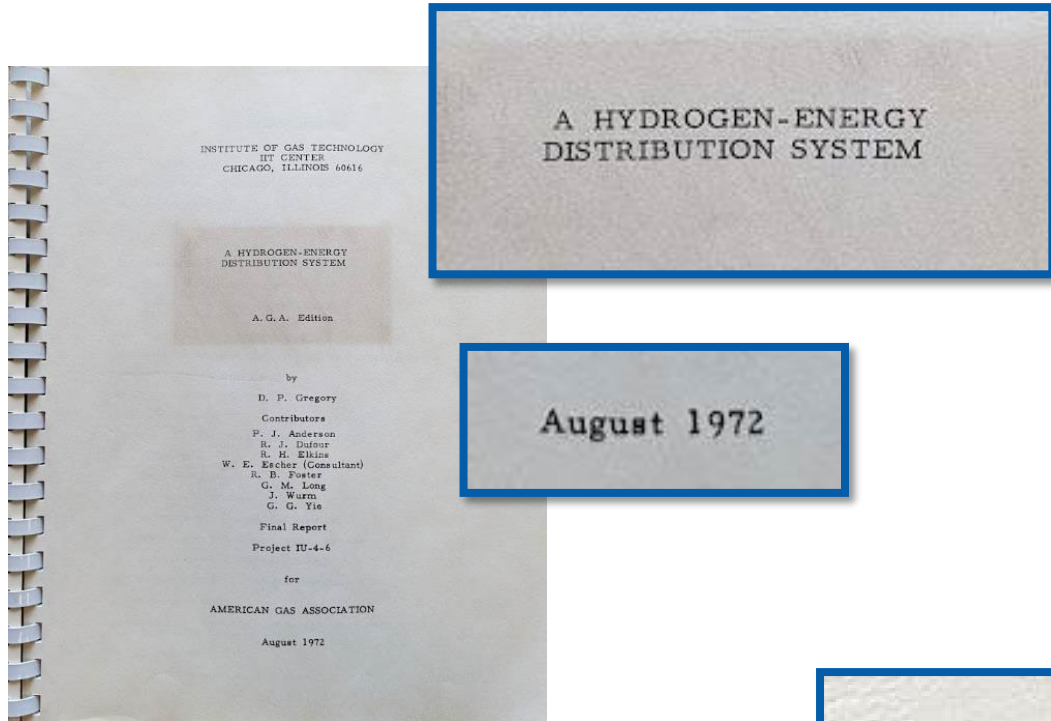 INSTITUTE OF GAS TECHNOLOGY
IIT CENTER
CHICAGO, ILLINOIS 60616
A HYDROGEN-ENERGY
DISTRIBUTION SYSTEM
A. G. A. Edition
by
D. P. Gregory
Contributors
P. J. Anderson
R. J. Dufour
R. H. Elkins
W. E. Escher (Consultant)
R. B. Foster
G. M. Long
J. Wurm
G. G. Yie
Final Report
Project IU-4-6
for
AMERICAN GAS ASSOCIATION
August 1972
A HYDROGEN-ENERGY
DISTRIBUTION SYSTEM
August 1972